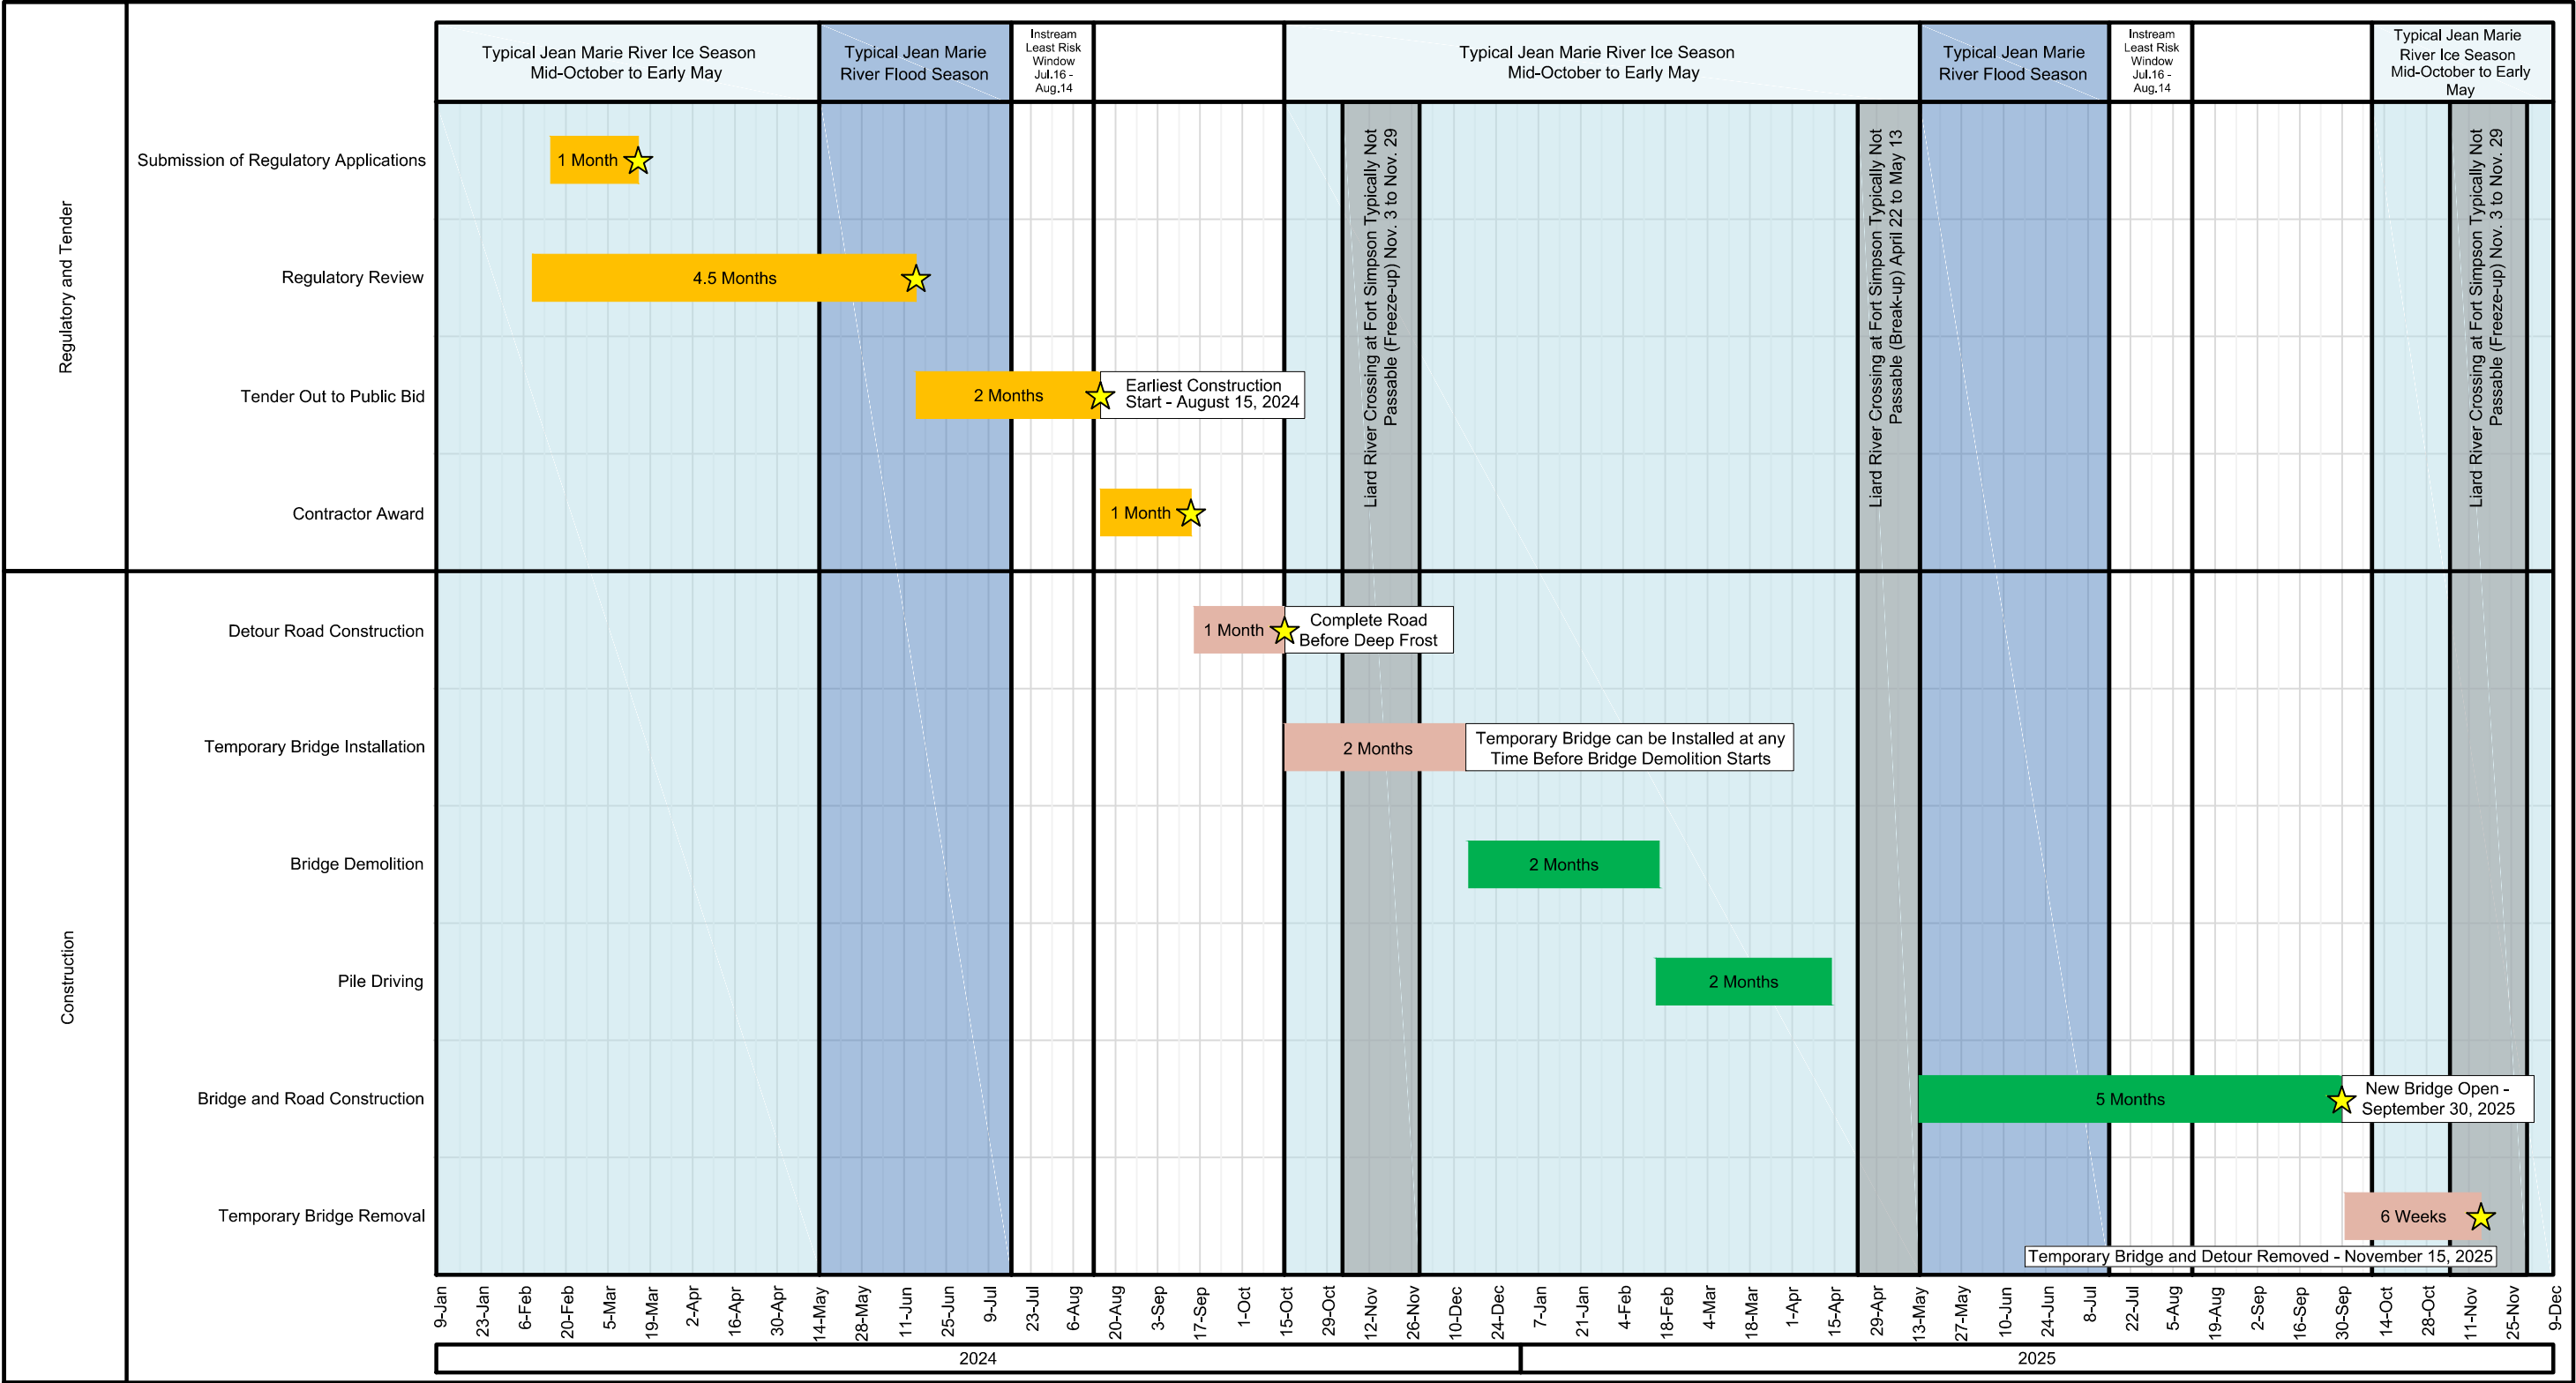 Typical Jean Marie River Ice Season
Mid-October to Early May
Typical Jean Marie
River Flood Season
Instream
Least Risk
Window
Jul.16 -
Aug.14
Typical Jean Marie River Ice Season
Mid-October to Early May
Typical Jean Marie
River Flood Season
Instream
Least Risk
Window
Jul.16 -
Aug.14
Typical Jean Marie
River Ice Season
Mid-October to Early
May
Liard River Crossing at Fort Simpson Typically Not
Passable (Freeze-up) Nov. 3 to Nov. 29
Liard River Crossing at Fort Simpson Typically Not
Passable (Break-up) April 22 to May 13
Liard River Crossing at Fort Simpson Typically Not
Passable (Freeze-up) Nov. 3 to Nov. 29
Regulatory and Tender
Submission of Regulatory Applications
1 Month
Regulatory Review
4.5 Months
Tender Out to Public Bid
2 Months
Earliest Construction
Start - August 15, 2024
Contractor Award
1 Month
Construction
Detour Road Construction
1 Month
Complete Road
Before Deep Frost
Temporary Bridge Installation
2 Months
Temporary Bridge can be Installed at any
Time Before Bridge Demolition Starts
Bridge Demolition
2 Months
Pile Driving
2 Months
Bridge and Road Construction
5 Months
New Bridge Open -
September 30, 2025
Temporary Bridge Removal
6 Weeks
Temporary Bridge and Detour Removed - November 15, 2025
9-Jan
23-Jan
6-Feb
20-Feb
5-Mar
19-Mar
2-Apr
16-Apr
30-Apr
14-May
28-May
11-Jun
25-Jun
9-Jul
23-Jul
6-Aug
20-Aug
3-Sep
17-Sep
1-Oct
15-Oct
29-Oct
12-Nov
26-Nov
10-Dec
24-Dec
7-Jan
21-Jan
4-Feb
18-Feb
4-Mar
18-Mar
1-Apr
15-Apr
29-Apr
13-May
27-May
10-Jun
24-Jun
8-Jul
22-Jul
5-Aug
19-Aug
2-Sep
16-Sep
30-Sep
14-Oct
28-Oct
11-Nov
25-Nov
9-Dec
2024
2025